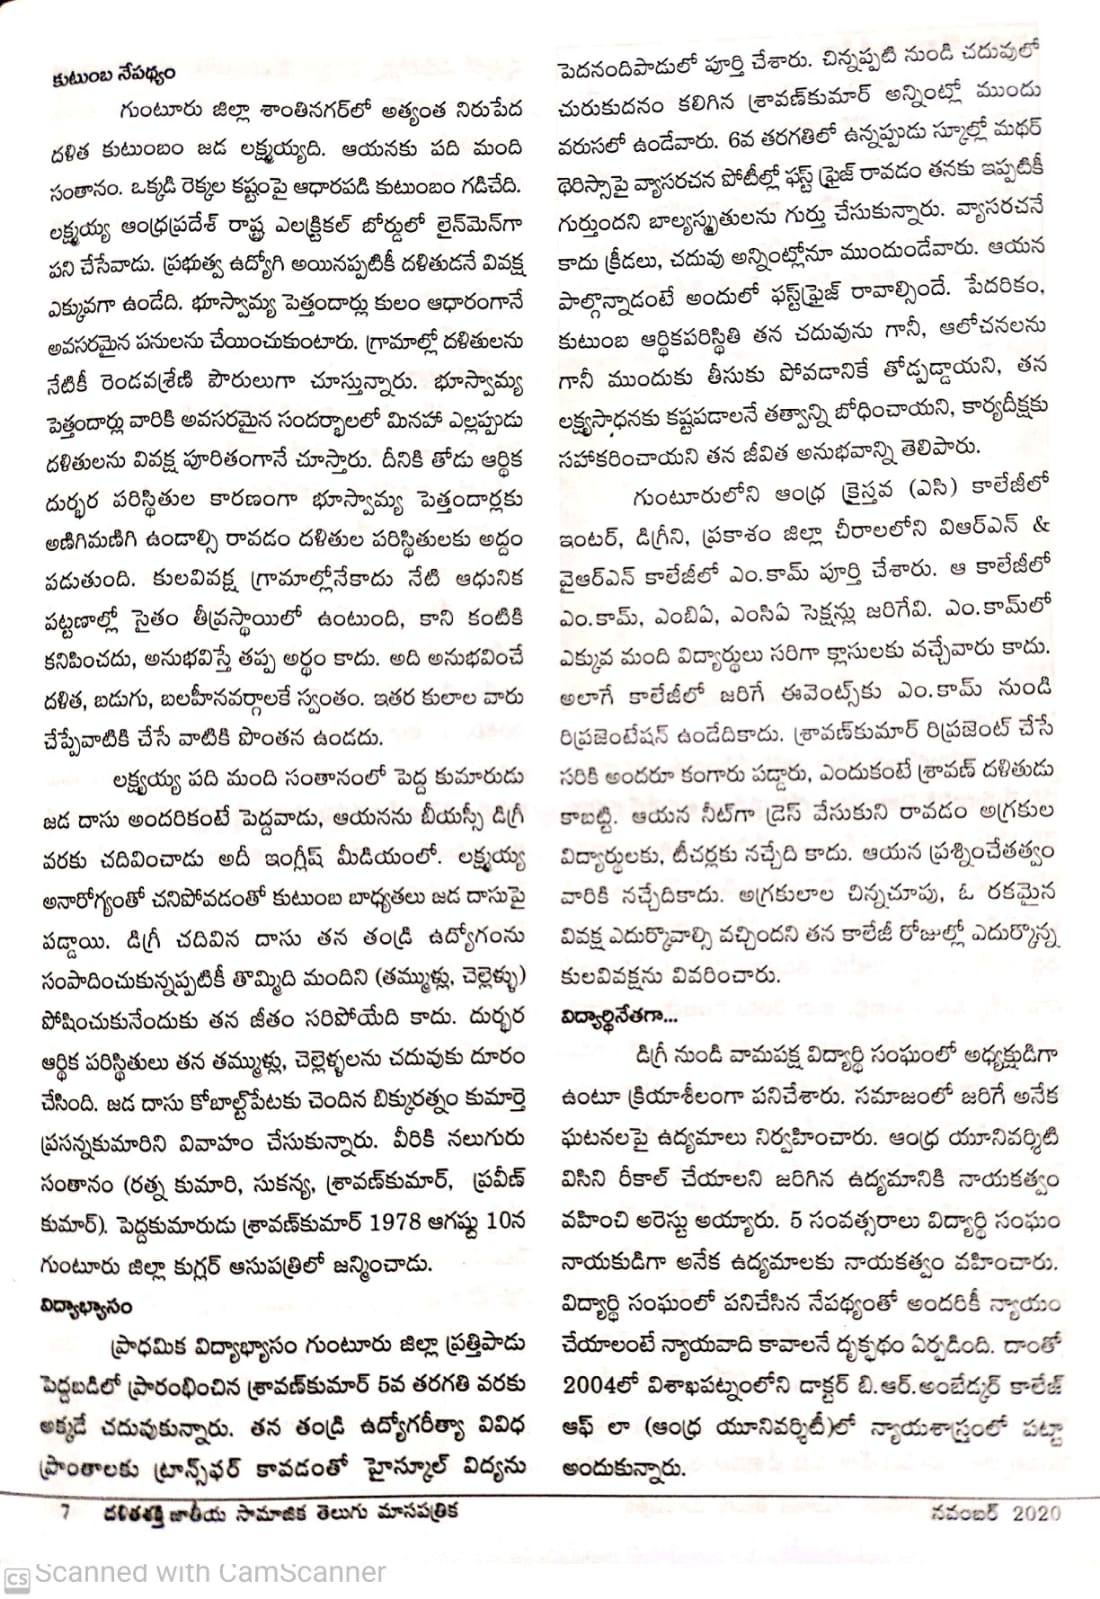 కుటుంబ నేపథ్యం
గుంటూరు జిల్లా శాంతినగర్‌లో అత్యంత నిరుపేద
దళిత కుటుంబం జడ లక్ష్మయ్యది. ఆయనకు పది మంది
సంతానం. ఒక్కడి రెక్కల కష్టంపై ఆధారపడి కుటుంబం గడిచేది.
లక్ష్మయ్య ఆంధ్రప్రదేశ్ రాష్ట్ర ఎలక్ట్రికల్ బోర్డులో లైన్‌మెన్‌గా
పని చేసేవాడు. ప్రభుత్వ ఉద్యోగి అయినప్పటికీ దళితుడనే వివక్ష
ఎక్కువగా ఉండేది. భూస్వామ్య పెత్తందార్లు కులం ఆధారంగానే
అవసరమైన పనులను చేయించుకుంటారు. గ్రామాల్లో దళితులను
నేటికీ రెండవశ్రేణి పౌరులుగా చూస్తున్నారు. భూస్వామ్య
పెత్తందార్లు వారికి అవసరమైన సందర్భాలలో మినహా ఎల్లప్పుడు
దళితులను వివక్ష పూరితంగానే చూస్తారు. దీనికి తోడు ఆర్థిక
దుర్భర పరిస్థితుల కారణంగా భూస్వామ్య పెత్తందార్లకు
అణిగిమణిగి ఉండాల్సి రావడం దళితుల పరిస్థితులకు అద్దం
పడుతుంది. కులవివక్ష గ్రామాల్లోనేకాదు నేటి ఆధునిక
పట్టణాల్లో సైతం తీవ్రస్థాయిలో ఉంటుంది, కాని కంటికి
కనిపించదు, అనుభవిస్తే తప్ప అర్థం కాదు. అది అనుభవించే
దళిత, బడుగు, బలహీనవర్గాలకే స్వంతం. ఇతర కులాల వారు
చేప్పేవాటికి చేసే వాటికి పొంతన ఉండదు.
లక్ష్మయ్య పది మంది సంతానంలో పెద్ద కుమారుడు
జడ దాసు అందరికంటే పెద్దవాడు, ఆయనను బీయస్సీ డిగ్రీ
వరకు చదివించాడు అదీ ఇంగ్లీష్ మీడియంలో. లక్ష్మయ్య
అనారోగ్యంతో చనిపోవడంతో కుటుంబ బాధ్యతలు జడ దాసుపై
పడ్డాయి. డిగ్రీ చదివిన దాసు తన తండ్రి ఉద్యోగంను
సంపాదించుకున్నప్పటికీ తొమ్మిది మందిని (తమ్ముళ్లు, చెల్లెళ్ళు)
పోషించుకునేందుకు తన జీతం సరిపోయేది కాదు. దుర్భర
ఆర్థిక పరిస్థితులు తన తమ్ముళ్లు, చెల్లెళ్ళలను చదువుకు దూరం
చేసింది. జడ దాసు కోబాల్ట్‌పేటకు చెందిన బిక్కురత్నం కుమార్తె
ప్రసన్నకుమారిని వివాహం చేసుకున్నారు. వీరికి నలుగురు
సంతానం (రత్న కుమారి, సుకన్య, శ్రావణ్‌కుమార్, ప్రవీణ్
కుమార్). పెద్దకుమారుడు శ్రావణ్‌కుమార్ 1978 ఆగష్టు 10న
గుంటూరు జిల్లా కుగ్లర్ ఆసుపత్రిలో జన్మించాడు.
విద్యాభ్యాసం
ప్రాథమిక విద్యాభ్యాసం గుంటూరు జిల్లా ప్రత్తిపాడు
పెద్దబడిలో ప్రారంభించిన శ్రావణ్‌కుమార్ 5వ తరగతి వరకు
అక్కడే చదువుకున్నారు. తన తండ్రి ఉద్యోగరీత్యా వివిధ
ప్రాంతాలకు ట్రాన్స్‌ఫర్ కావడంతో హైస్కూల్ విద్యను
పెదనందిపాడులో పూర్తి చేశారు. చిన్నప్పటి నుండి చదువులో
చురుకుదనం కలిగిన శ్రావణ్‌కుమార్ అన్నింట్లో ముందు
వరుసలో ఉండేవారు. 6వ తరగతిలో ఉన్నప్పుడు స్కూల్లో మథర్
థెరిస్సాపై వ్యాసరచన పోటీల్లో ఫస్ట్ ప్రైజ్ రావడం తనకు ఇప్పటికీ
గుర్తుందని బాల్యస్మృతులను గుర్తు చేసుకున్నారు. వ్యాసరచనే
కాదు క్రీడలు, చదువు అన్నింట్లోనూ ముందుండేవారు. ఆయన
పాల్గొన్నాడంటే అందులో ఫస్ట్‌ప్రైజ్ రావాల్సిందే. పేదరికం,
కుటుంబ ఆర్థికపరిస్థితి తన చదువును గానీ, ఆలోచనలను
గానీ ముందుకు తీసుకు పోవడానికే తోడ్పడ్డాయని, తన
లక్ష్యసాధనకు కష్టపడాలనే తత్వాన్ని బోధించాయని, కార్యదీక్షకు
సహాకరించాయని తన జీవిత అనుభవాన్ని తెలిపారు.
గుంటూరులోని ఆంధ్ర క్రైస్తవ (ఎసి) కాలేజీలో
ఇంటర్, డిగ్రీని, ప్రకాశం జిల్లా చీరాలలోని విఆర్ఎన్ &
వైఆర్ఎన్ కాలేజీలో ఎం.కామ్ పూర్తి చేశారు. ఆ కాలేజీలో
ఎం.కామ్, ఎంబిఏ, ఎంసిఏ సెక్షన్లు జరిగేవి. ఎం.కామ్‌లో
ఎక్కువ మంది విద్యార్థులు సరిగా క్లాసులకు వచ్చేవారు కాదు.
అలాగే కాలేజీలో జరిగే ఈవెంట్స్‌కు ఎం.కామ్ నుండి
రిప్రజెంటేషన్ ఉండేదికాదు. శ్రావణ్‌కుమార్ రిప్రజెంట్ చేసే
సరికి అందరూ కంగారు పడ్డారు, ఎందుకంటే శ్రావణ్ దళితుడు
కాబట్టి. ఆయన నీట్‌గా డ్రెస్ వేసుకుని రావడం అగ్రకుల
విద్యార్థులకు, టీచర్లకు నచ్చేది కాదు. ఆయన ప్రశ్నించేతత్వం
వారికి నచ్చేదికాదు. అగ్రకులాల చిన్నచూపు, ఓ రకమైన
వివక్ష ఎదుర్కోవాల్సి వచ్చిందని తన కాలేజీ రోజుల్లో ఎదుర్కొన్న
కులవివక్షను వివరించారు.
విద్యార్థినేతగా...
డిగ్రీ నుండి వామపక్ష విద్యార్థి సంఘంలో అధ్యక్షుడిగా
ఉంటూ క్రియాశీలంగా పనిచేశారు. సమాజంలో జరిగే అనేక
ఘటనలపై ఉద్యమాలు నిర్వహించారు. ఆంధ్ర యూనివర్శిటి
విసిని రీకాల్ చేయాలని జరిగిన ఉద్యమానికి నాయకత్వం
వహించి అరెస్టు అయ్యారు. 5 సంవత్సరాలు విద్యార్థి సంఘం
నాయకుడిగా అనేక ఉద్యమాలకు నాయకత్వం వహించారు.
విద్యార్థి సంఘంలో పనిచేసిన నేపథ్యంతో అందరికీ న్యాయం
చేయాలంటే న్యాయవాది కావాలనే దృక్పథం ఏర్పడింది. దాంతో
2004లో విశాఖపట్నంలోని డాక్టర్ బి.ఆర్.అంబేడ్కర్ కాలేజ్
ఆఫ్ లా (ఆంధ్ర యూనివర్శిటీ)లో న్యాయశాస్త్రంలో పట్టా
అందుకున్నారు.
7 దళితశక్తి జాతీయ సామాజిక తెలుగు మాసపత్రిక
నవంబర్ 2020
CS Scanned with CamScanner